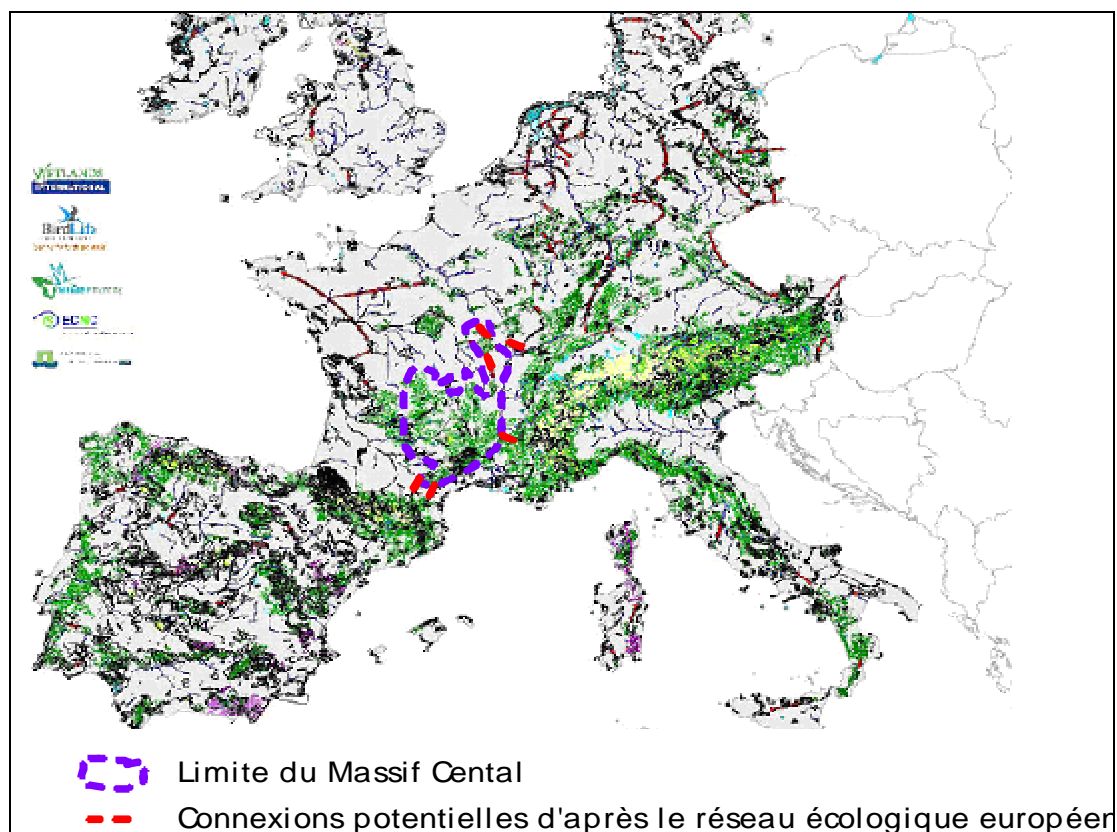 WETLANDS
INTERNATIONAL
BirdLife
ECNC
Limite du Massif Cental
Connexions potentielles d'après le réseau écologique européen